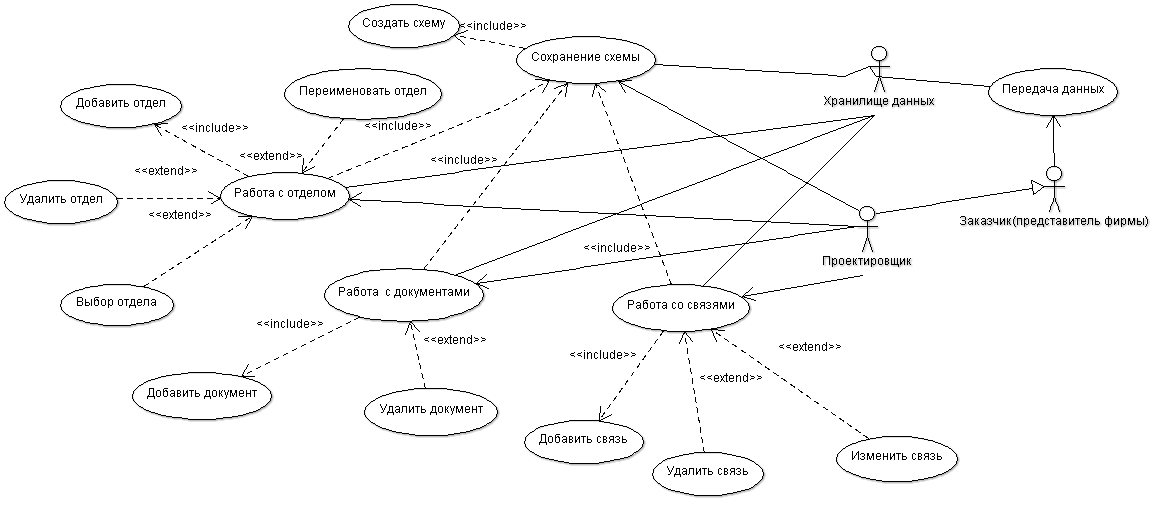 Создать схему
<<include>>
Сохранение схемы
Переименовать отдел
Хранилище данных
Передача данных
Добавить отдел
<<include>>
<<include>>
<<extend>>
<<include>>
<<extend>>
Удалить отдел
Работа с отделом
<<extend>>
Заказчик(представитель фирмы)
<<include>>
Проектировщик
Работа с документами
Выбор отдела
Работа со связями
<<include>>
<<extend>>
<<include>>
<<extend>>
<<extend>>
Добавить документ
Удалить документ
Добавить связь
Изменить связь
Удалить связь